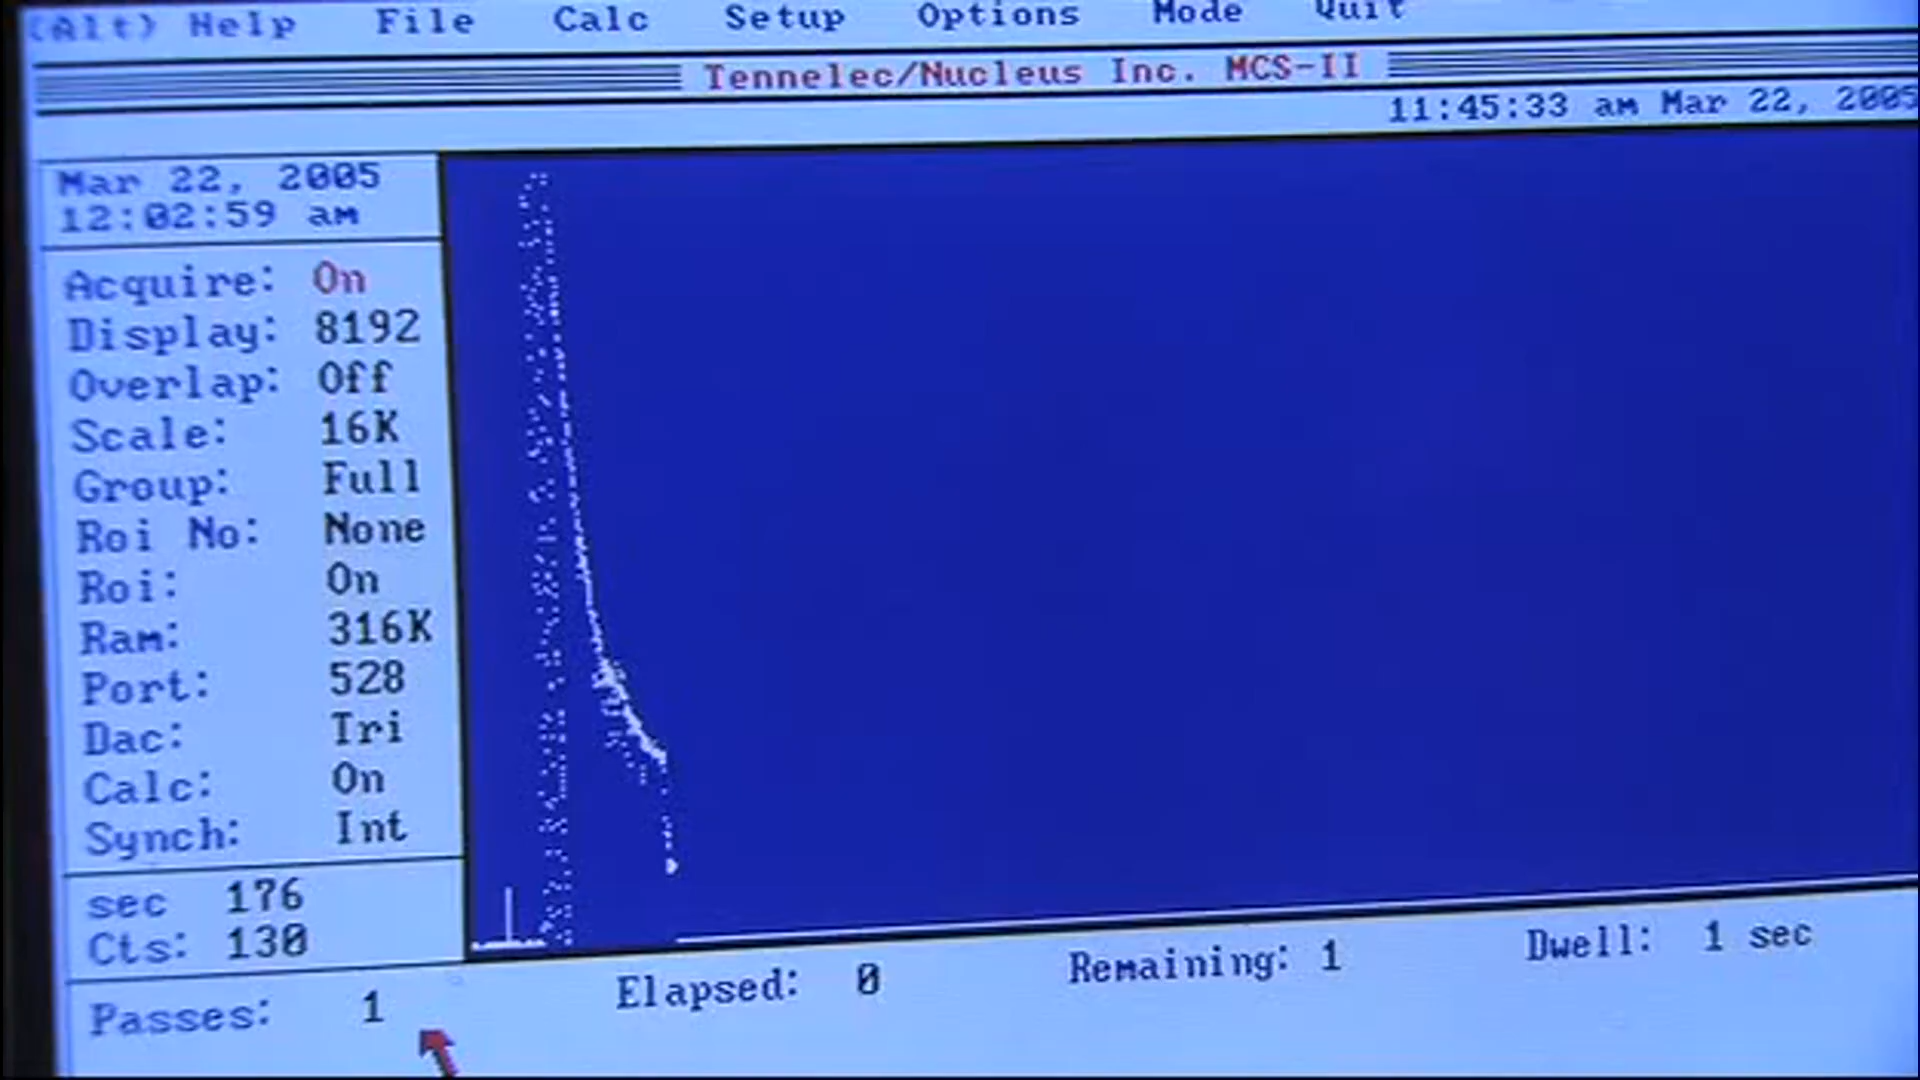 (Alt) Help File Calc Setup Options Mode Quit
Tennelec/Nucleus Inc. MCS-II
11:45:33 am Mar 22, 2005
Mar 22, 2005
12:02:59 am
Acquire: On
Display: 8192
Overlap: Off
Scale: 16K
Group: Full
Roi No: None
Roi: On
Ram: 316K
Port: 528
Dac: Tri
Calc: On
Synch: Int
sec 176
Cts: 130
Passes: 1 Elapsed: 0 Remaining: 1 Dwell: 1 sec